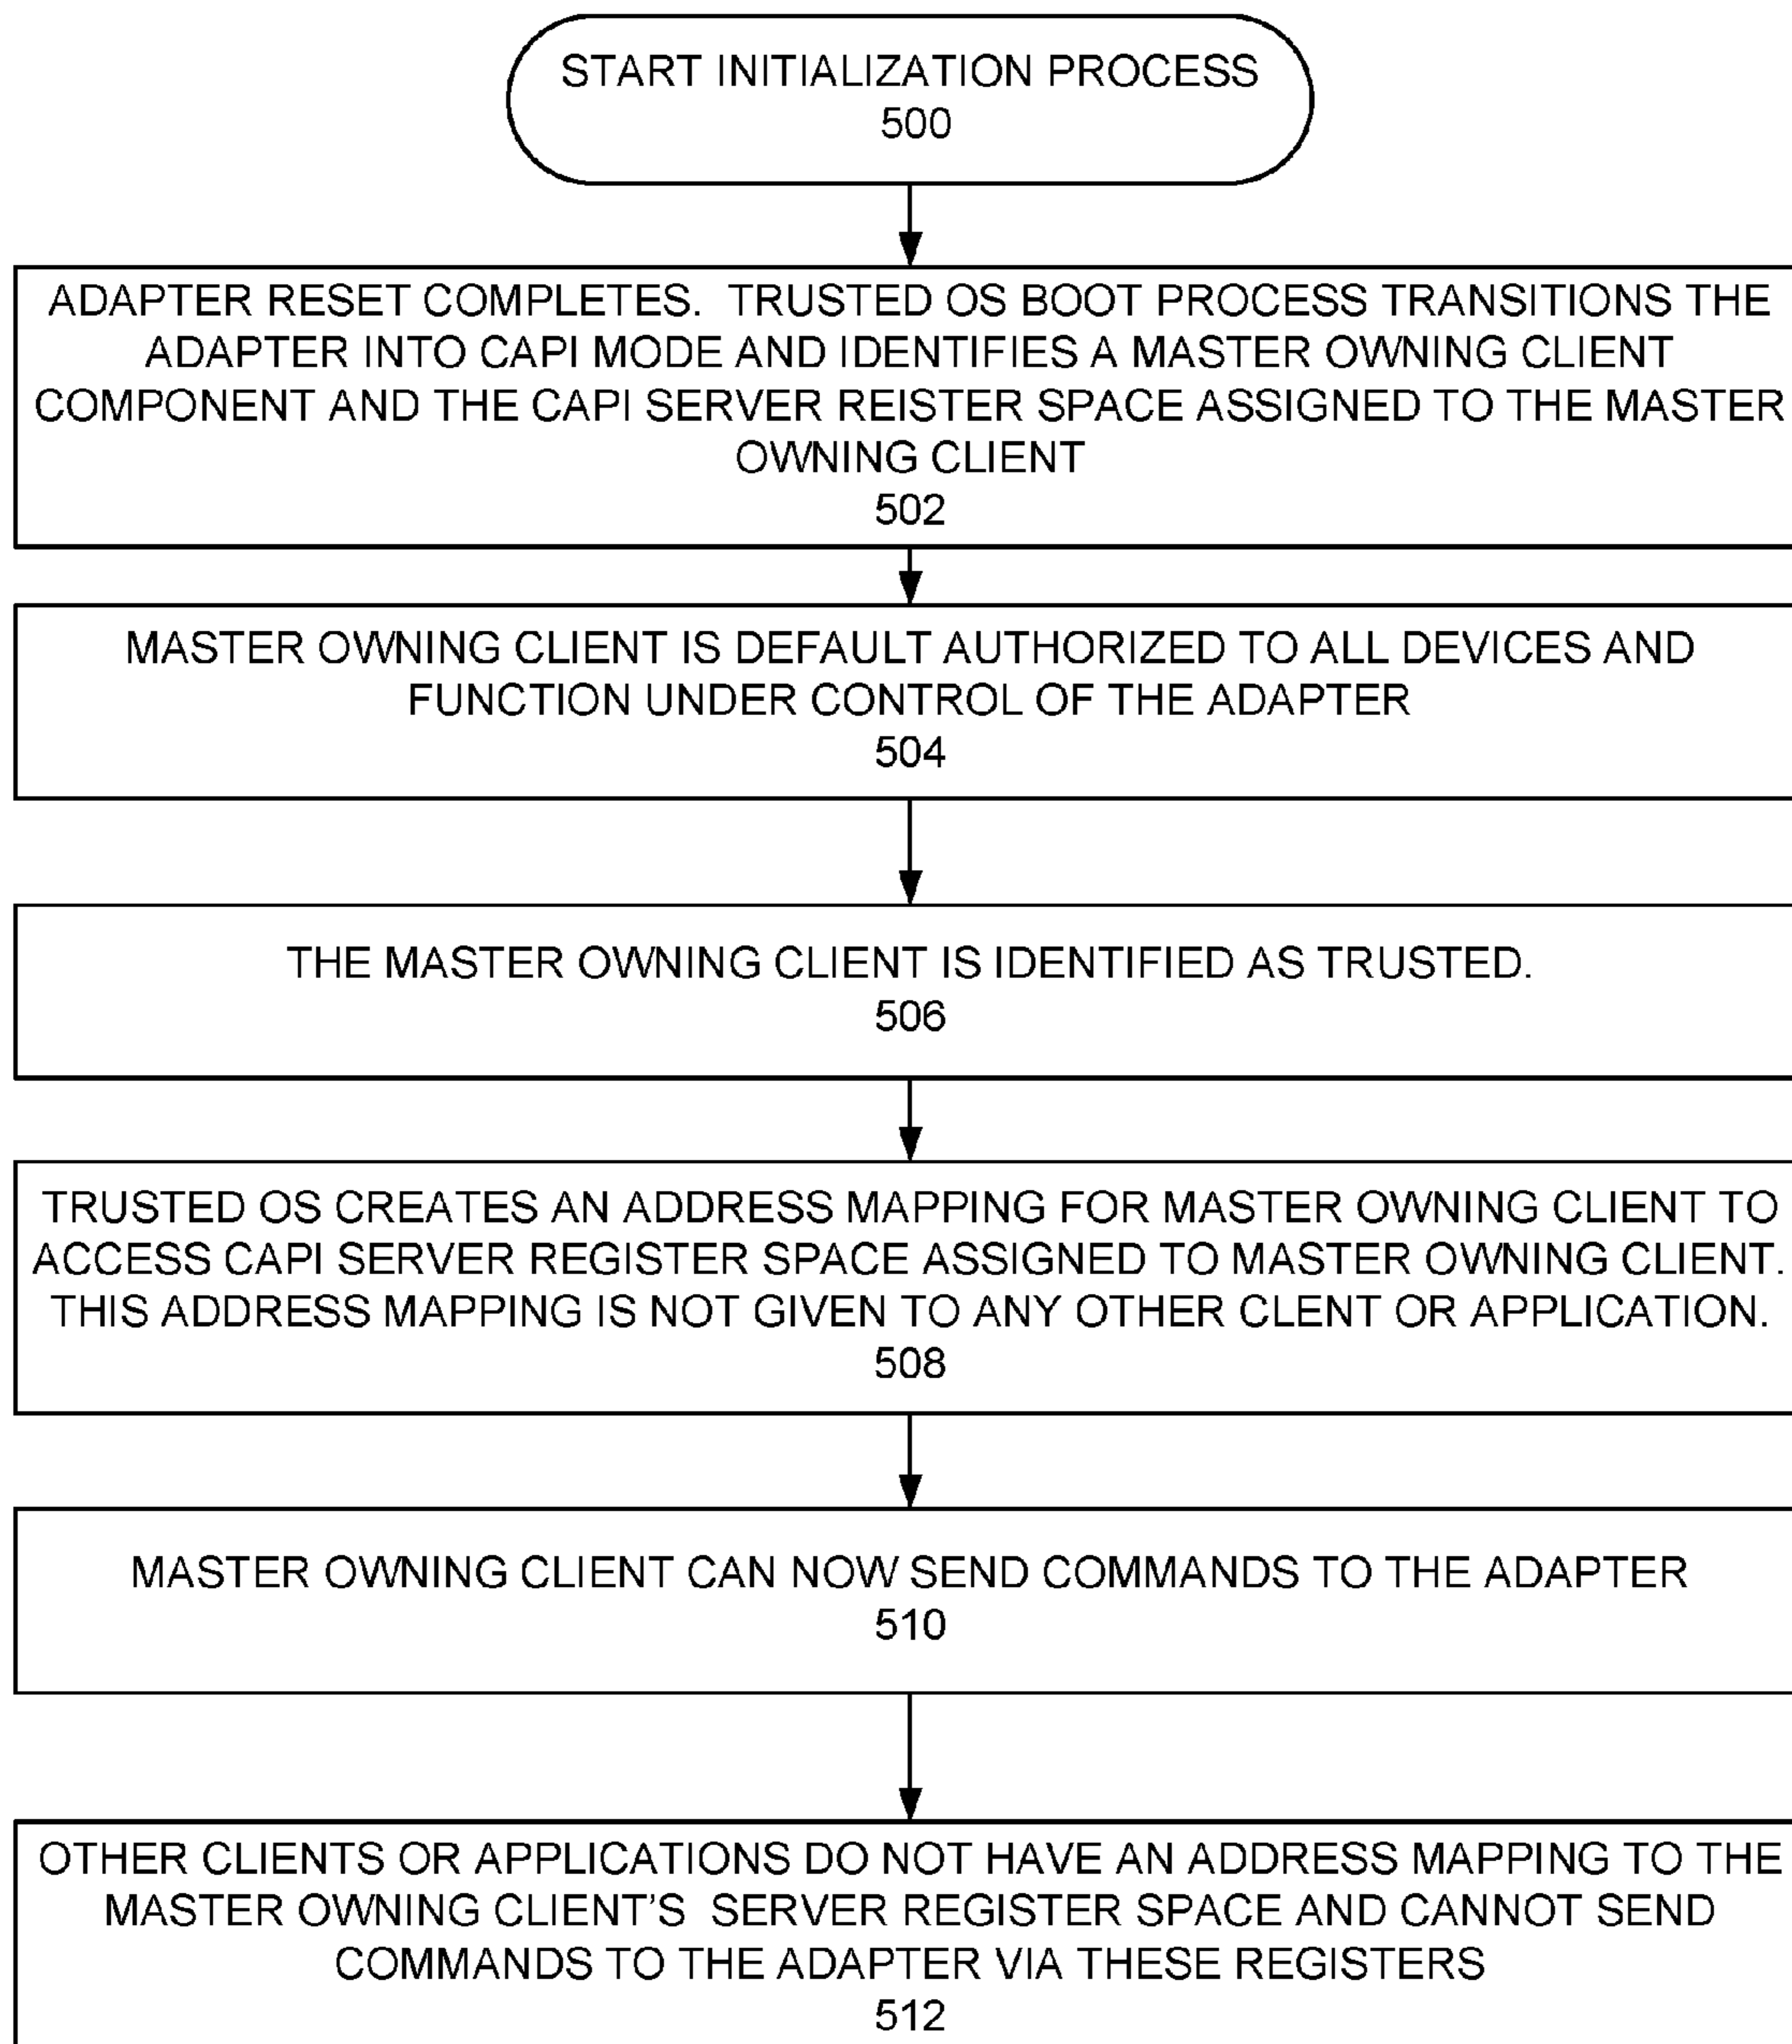 START INITIALIZATION PROCESS
500
ADAPTER RESET COMPLETES. TRUSTED OS BOOT PROCESS TRANSITIONS THE
ADAPTER INTO CAPI MODE AND IDENTIFIES A MASTER OWNING CLIENT
COMPONENT AND THE CAPI SERVER REISTER SPACE ASSIGNED TO THE MASTER
OWNING CLIENT
502
MASTER OWNING CLIENT IS DEFAULT AUTHORIZED TO ALL DEVICES AND
FUNCTION UNDER CONTROL OF THE ADAPTER
504
THE MASTER OWNING CLIENT IS IDENTIFIED AS TRUSTED.
506
TRUSTED OS CREATES AN ADDRESS MAPPING FOR MASTER OWNING CLIENT TO
ACCESS CAPI SERVER REGISTER SPACE ASSIGNED TO MASTER OWNING CLIENT.
THIS ADDRESS MAPPING IS NOT GIVEN TO ANY OTHER CLENT OR APPLICATION.
508
MASTER OWNING CLIENT CAN NOW SEND COMMANDS TO THE ADAPTER
510
OTHER CLIENTS OR APPLICATIONS DO NOT HAVE AN ADDRESS MAPPING TO THE
MASTER OWNING CLIENT'S SERVER REGISTER SPACE AND CANNOT SEND
COMMANDS TO THE ADAPTER VIA THESE REGISTERS
512